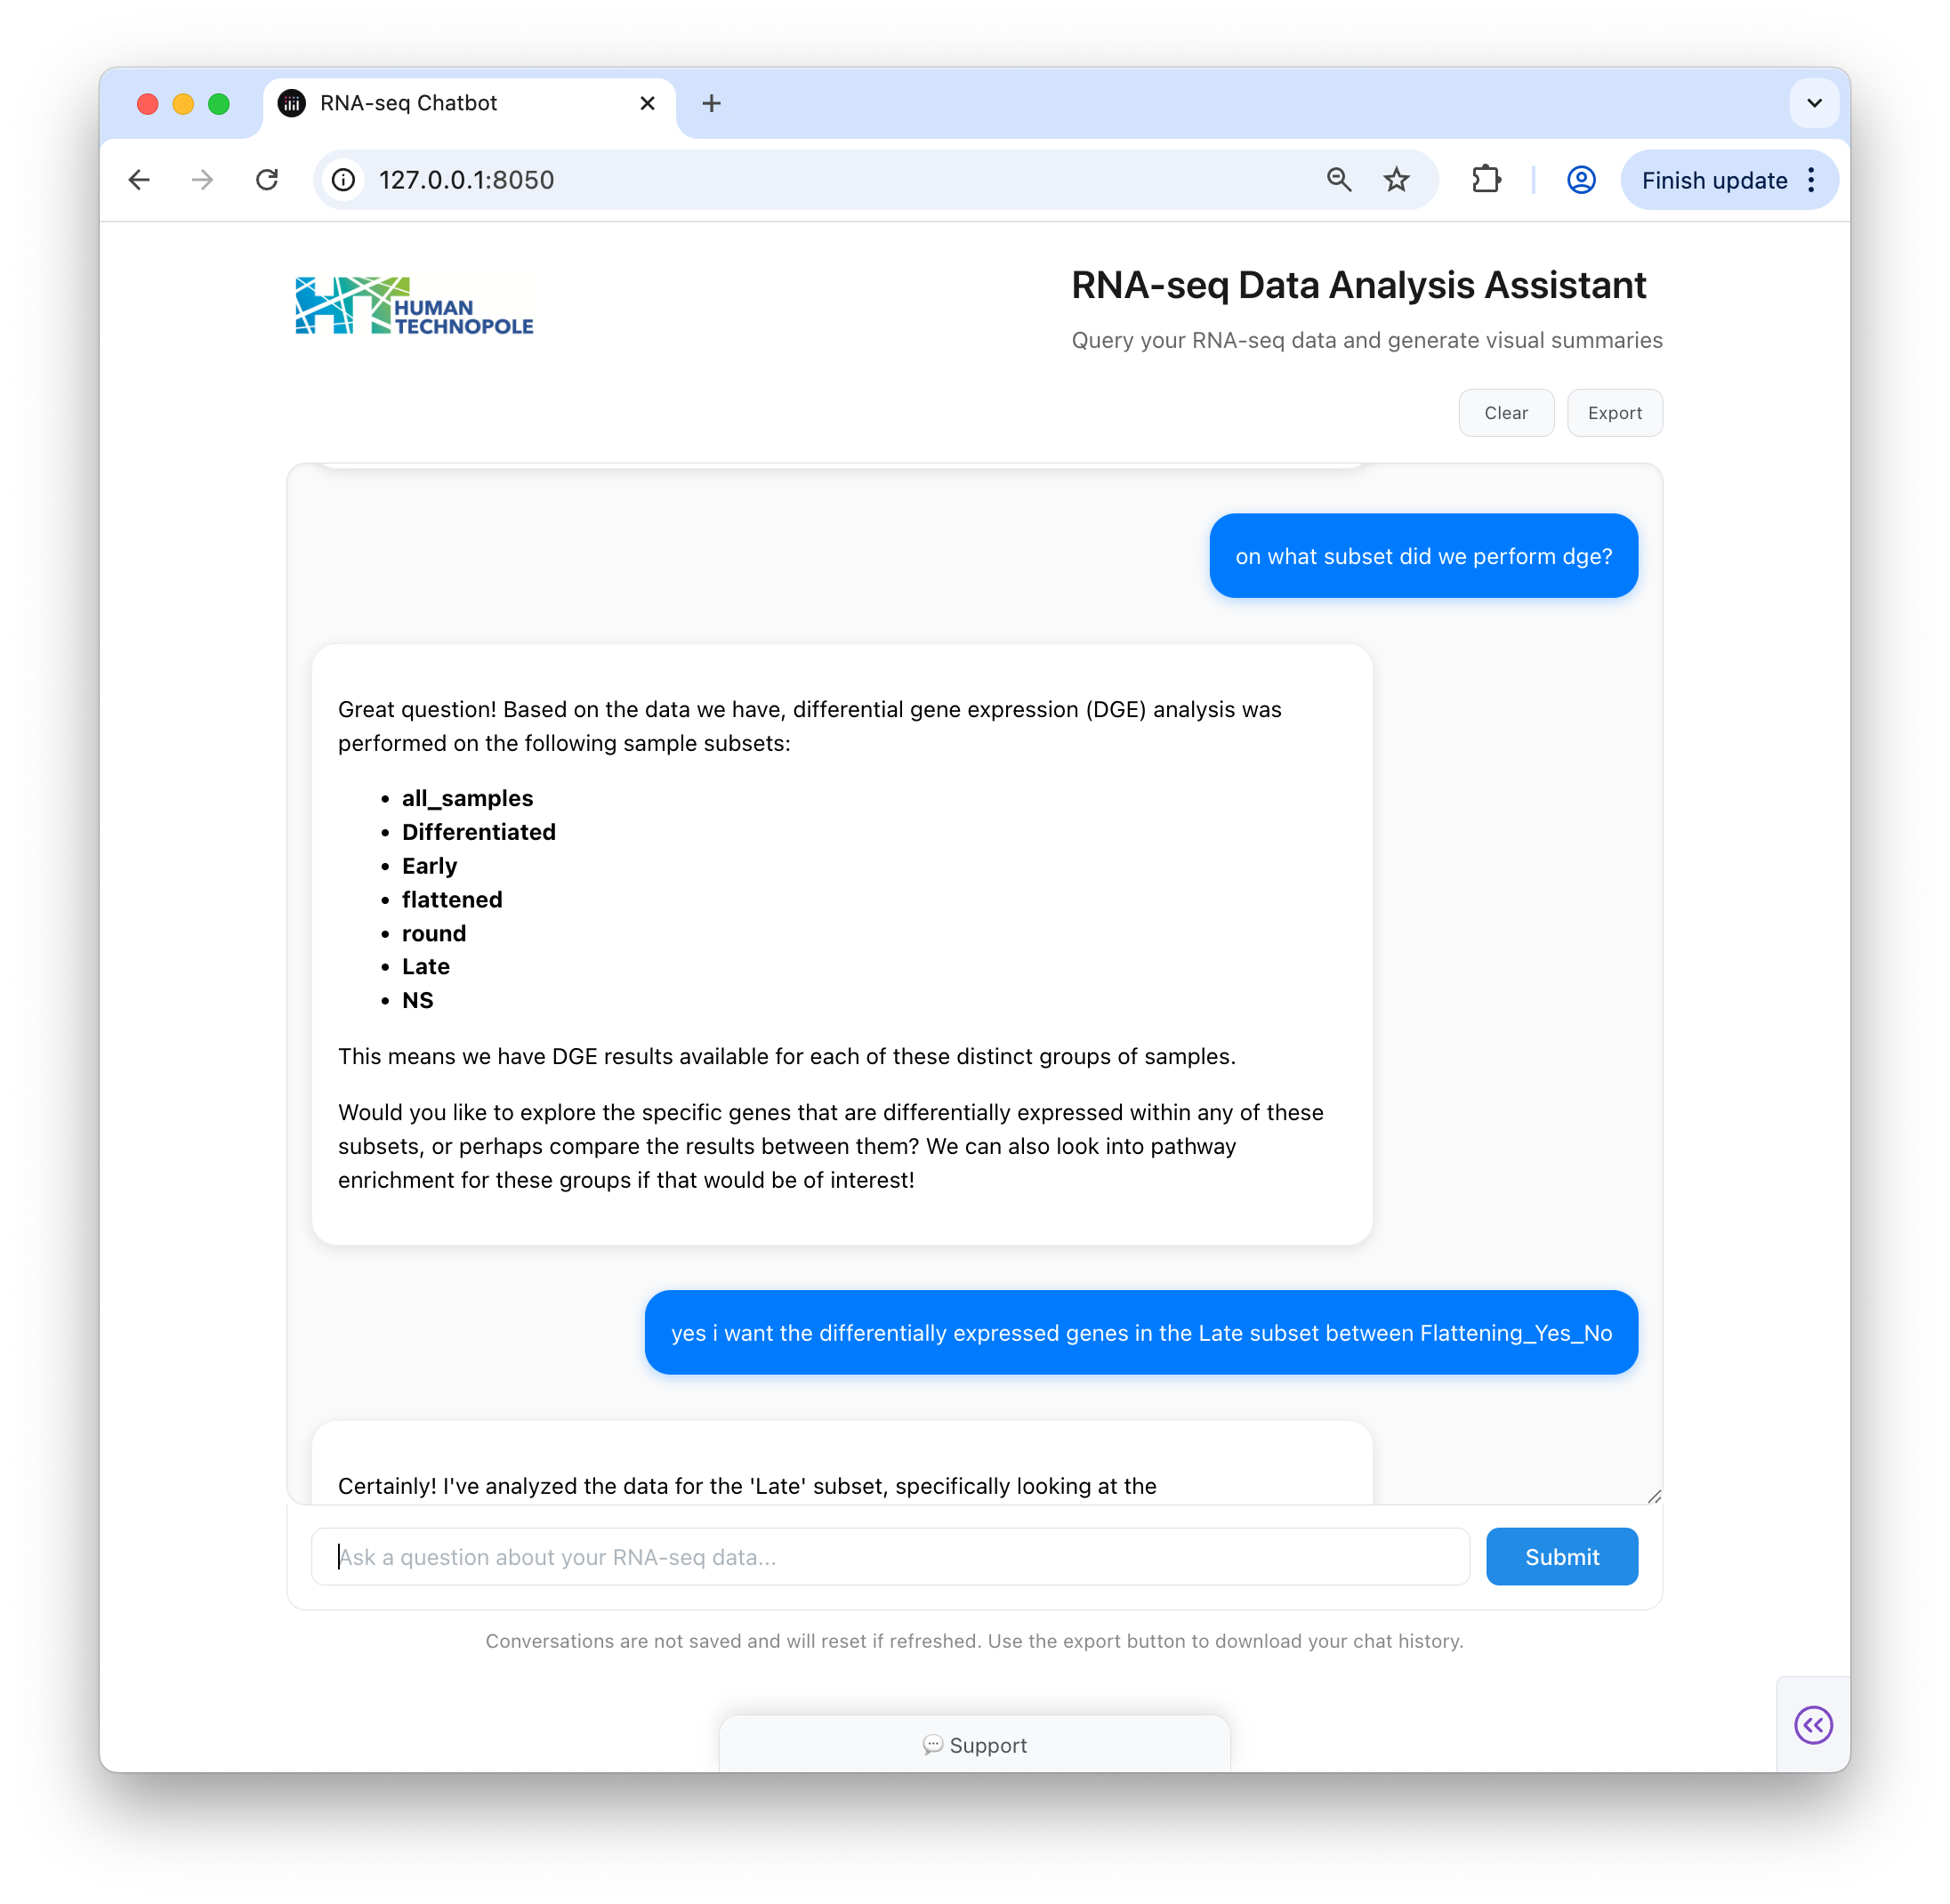 RNA-seq Chatbot
127.0.0.1:8050
Finish update
HUMAN
TECHNOPOLE
RNA-seq Data Analysis Assistant
Query your RNA-seq data and generate visual summaries
Clear
Export
on what subset did we perform dge?
Great question! Based on the data we have, differential gene expression (DGE) analysis was
performed on the following sample subsets:
• all_samples
• Differentiated
• Early
• flattened
• round
• Late
• NS
This means we have DGE results available for each of these distinct groups of samples.
Would you like to explore the specific genes that are differentially expressed within any of these
subsets, or perhaps compare the results between them? We can also look into pathway
enrichment for these groups if that would be of interest!
yes i want the differentially expressed genes in the Late subset between Flattening_Yes_No
Certainly! I've analyzed the data for the 'Late' subset, specifically looking at the
Ask a question about your RNA-seq data...
Submit
Conversations are not saved and will reset if refreshed. Use the export button to download your chat history.
💬 Support